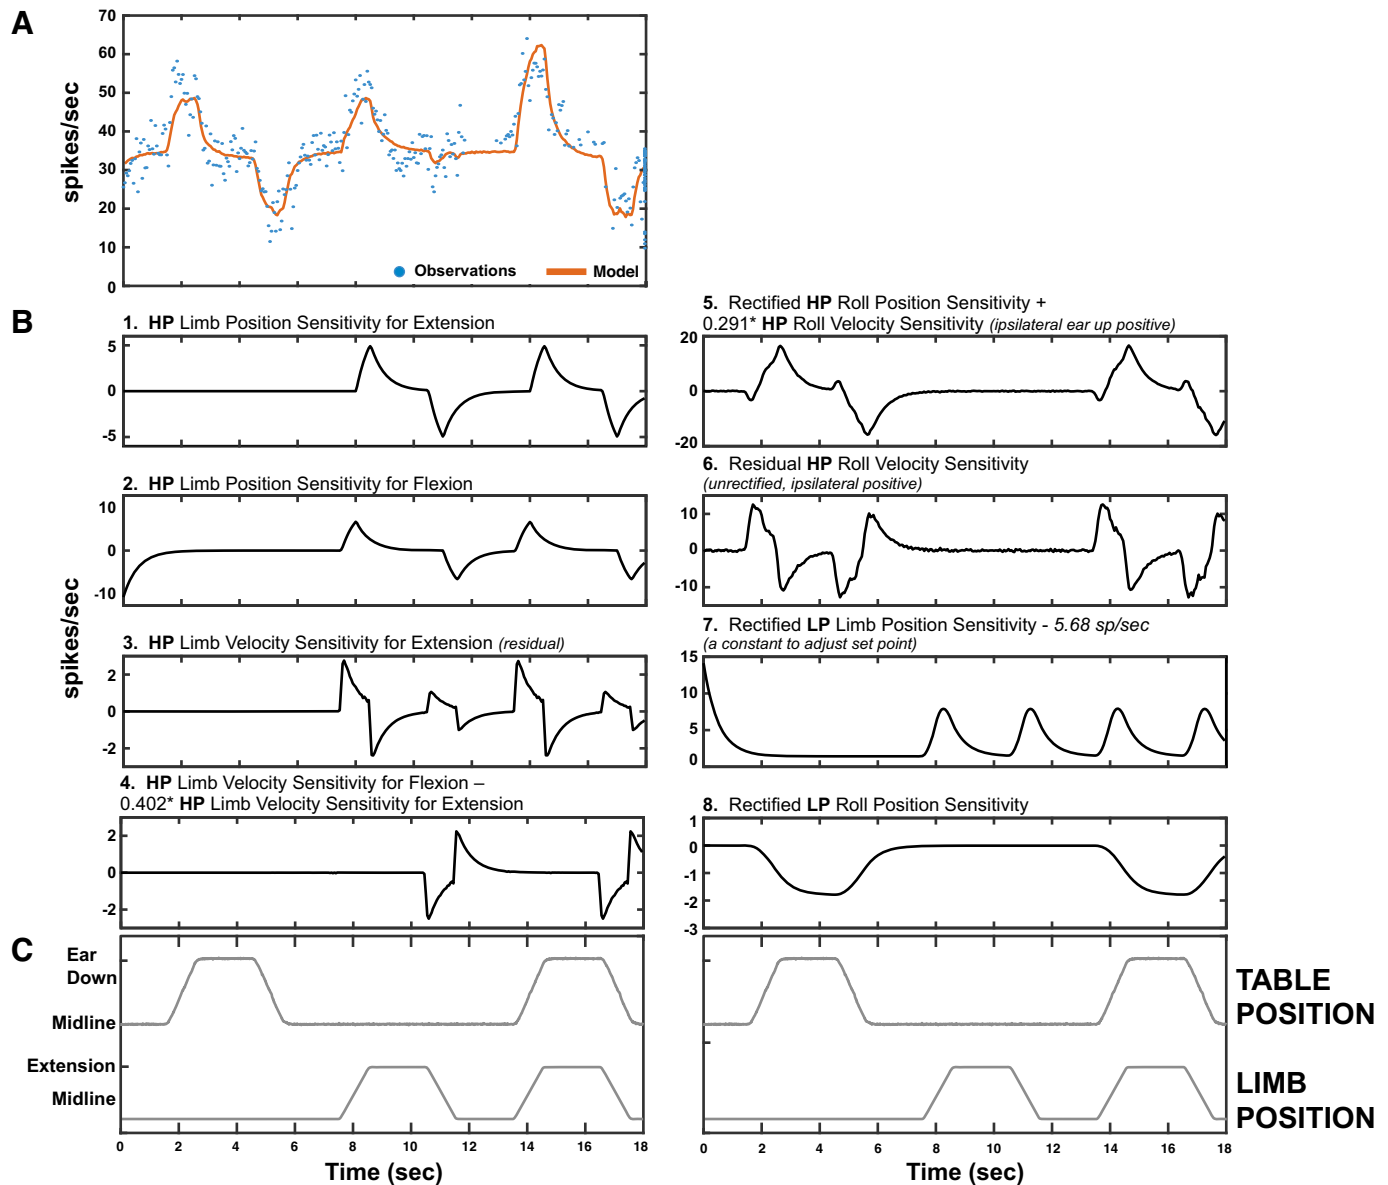 A
70
60
50
40
30
20
10
0
spikes/sec
Observations
Model
B
1. HP Limb Position Sensitivity for Extension
5
0
-5
2. HP Limb Position Sensitivity for Flexion
10
0
-10
3. HP Limb Velocity Sensitivity for Extension (residual)
2
0
-2
spikes/sec
4. HP Limb Velocity Sensitivity for Flexion –
0.402* HP Limb Velocity Sensitivity for Extension
2
0
-2
5. Rectified HP Roll Position Sensitivity +
0.291* HP Roll Velocity Sensitivity (ipsilateral ear up positive)
20
0
-20
6. Residual HP Roll Velocity Sensitivity
(unrectified, ipsilateral positive)
10
0
-10
7. Rectified LP Limb Position Sensitivity - 5.68 sp/sec
(a constant to adjust set point)
15
10
5
0
8. Rectified LP Roll Position Sensitivity
1
0
-1
-2
-3
C
Ear
Down
Midline
Extension
Midline
0 2 4 6 8 10 12 14 16 18
Time (sec)
0 2 4 6 8 10 12 14 16 18
Time (sec)
TABLE
POSITION
LIMB
POSITION